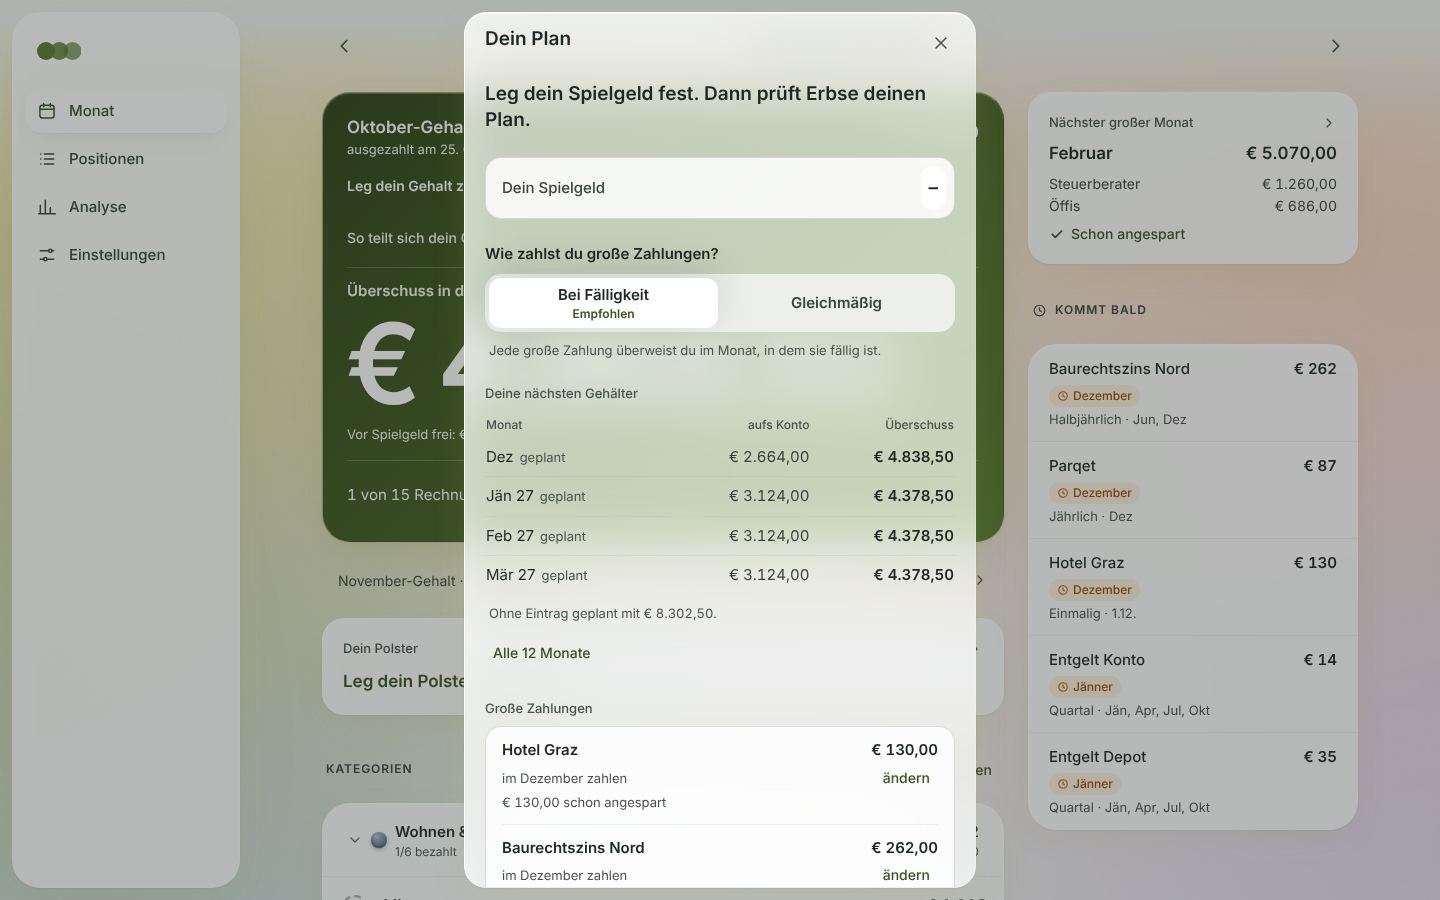 Monat
Positionen
Analyse
Einstellungen
Oktober-Geha
ausgezahlt am 25.
Leg dein Gehalt z
So teilt sich dein
Überschuss in d
€ 4
Vor Spielgeld frei: €
1 von 15 Rechnu
November-Gehalt ·
Dein Polster
Leg dein Polste
KATEGORIEN
en
Wohnen &
1/6 bezahlt
Dein Plan
Leg dein Spielgeld fest. Dann prüft Erbse deinen
Plan.
Dein Spielgeld –
Wie zahlst du große Zahlungen?
Bei Fälligkeit
Empfohlen
Gleichmäßig
Jede große Zahlung überweist du im Monat, in dem sie fällig ist.
Deine nächsten Gehälter
Monat aufs Konto Überschuss
Dez geplant € 2.664,00 € 4.838,50
Jän 27 geplant € 3.124,00 € 4.378,50
Feb 27 geplant € 3.124,00 € 4.378,50
Mär 27 geplant € 3.124,00 € 4.378,50
Ohne Eintrag geplant mit € 8.302,50.
Alle 12 Monate
Große Zahlungen
Hotel Graz € 130,00
im Dezember zahlen ändern
€ 130,00 schon angespart
Baurechtszins Nord € 262,00
im Dezember zahlen ändern
Nächster großer Monat
Februar € 5.070,00
Steuerberater € 1.260,00
Öffis € 686,00
Schon angespart
KOMMT BALD
Baurechtszins Nord € 262
Dezember
Halbjährlich · Jun, Dez
Parqet € 87
Dezember
Jährlich · Dez
Hotel Graz € 130
Dezember
Einmalig · 1.12.
Entgelt Konto € 14
Jänner
Quartal · Jän, Apr, Jul, Okt
Entgelt Depot € 35
Jänner
Quartal · Jän, Apr, Jul, Okt